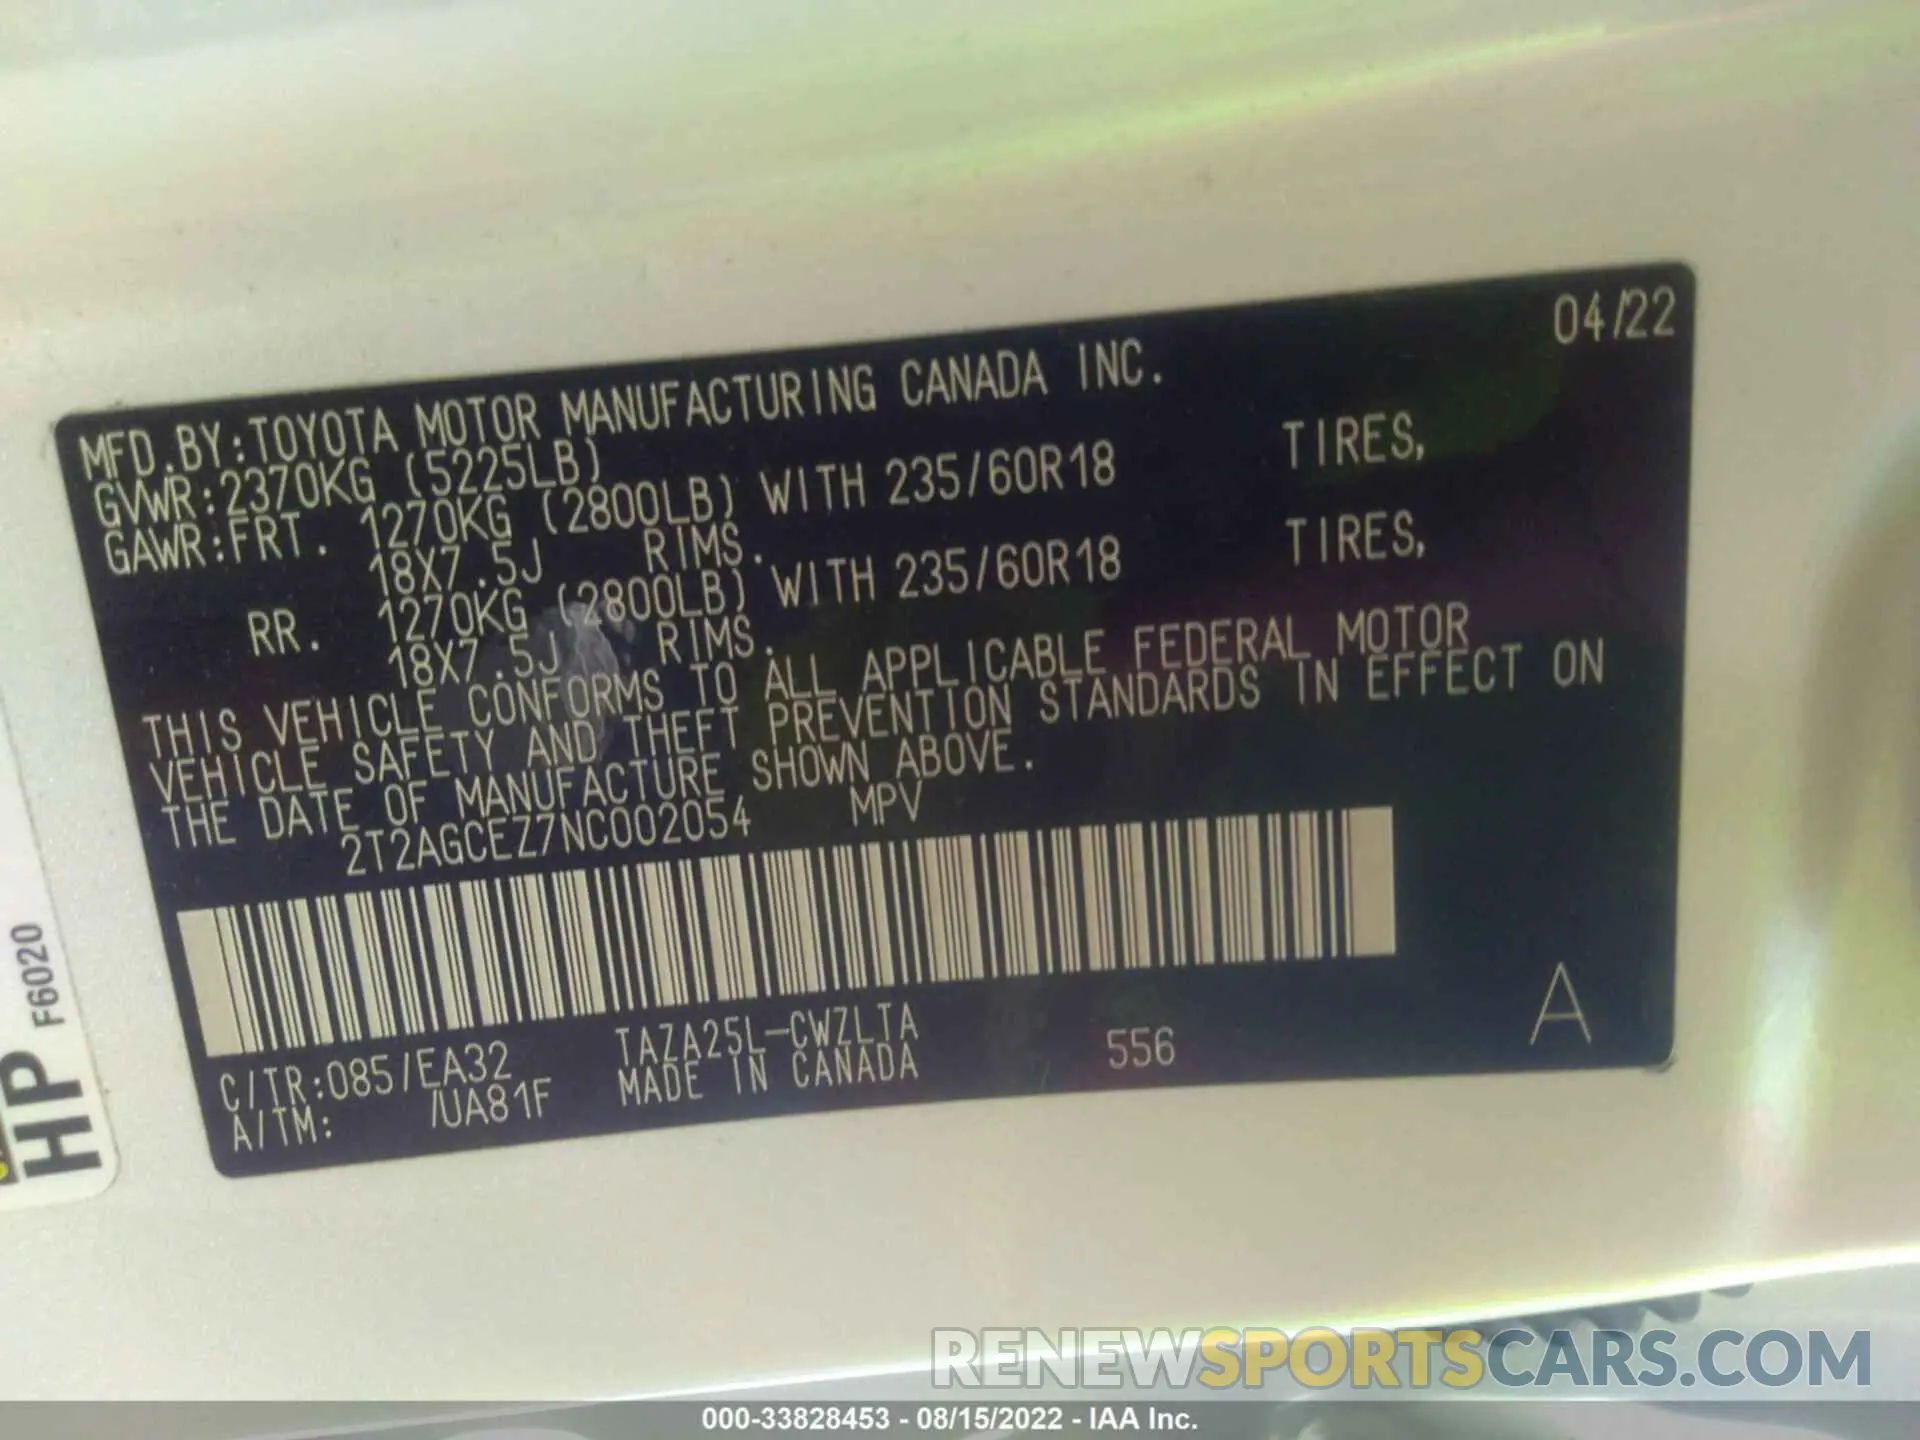 04/22
MFD.BY:TOYOTA MOTOR MANUFACTURING CANADA INC.
GVWR:2370KG (5225LB)
GAWR:FRT. 1270KG (2800LB) WITH 235/60R18 TIRES,
18X7.5J RIMS.
RR. 1270KG (2800LB) WITH 235/60R18 TIRES,
18X7.5J RIMS.
THIS VEHICLE CONFORMS TO ALL APPLICABLE FEDERAL MOTOR
VEHICLE SAFETY AND THEFT PREVENTION STANDARDS IN EFFECT ON
THE DATE OF MANUFACTURE SHOWN ABOVE.
2T2AGCEZ7NC002054 MPV
C/TR:085/EA32 TAZA25L-CWZLTA 556 A
A/TM: /UA81F MADE IN CANADA
HP F6020
RENEWSPORTSCARS.COM
000-33828453 - 08/15/2022 - IAA Inc.